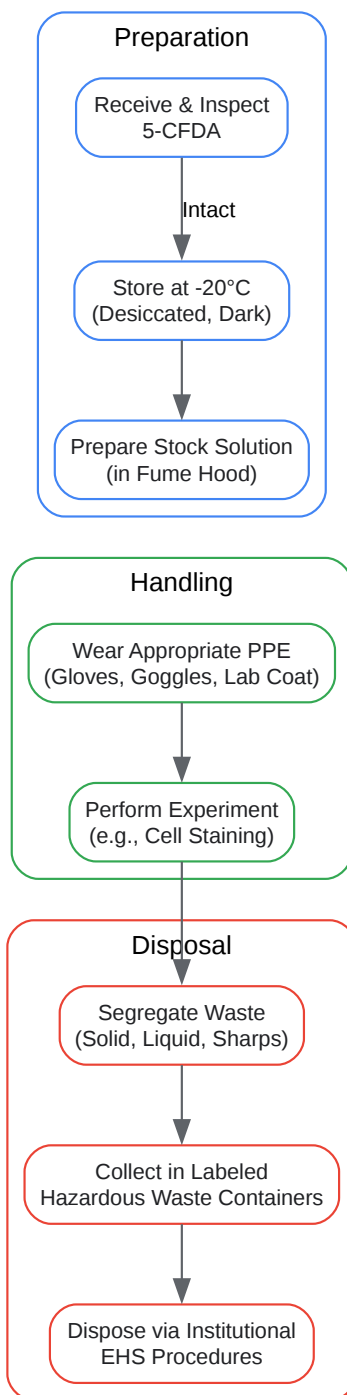 Preparation
Receive & Inspect
5-CFDA
Intact
Store at -20°C
(Desiccated, Dark)
Prepare Stock Solution
(in Fume Hood)
Handling
Wear Appropriate PPE
(Gloves, Goggles, Lab Coat)
Perform Experiment
(e.g., Cell Staining)
Disposal
Segregate Waste
(Solid, Liquid, Sharps)
Collect in Labeled
Hazardous Waste Containers
Dispose via Institutional
EHS Procedures